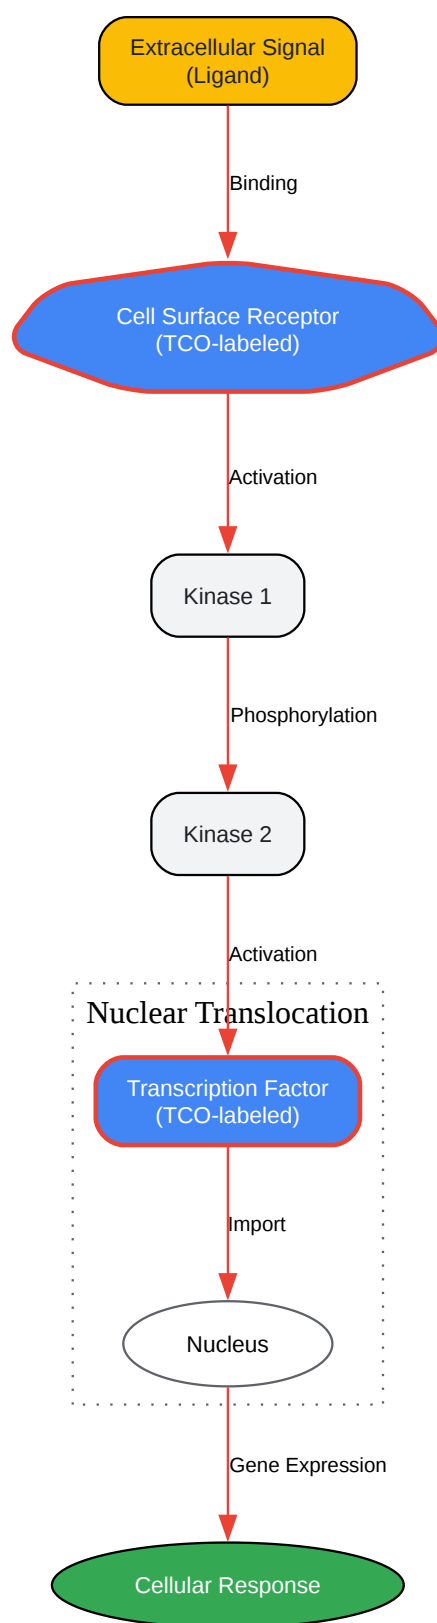 Extracellular Signal
(Ligand)
Binding
Cell Surface Receptor
(TCO-labeled)
Activation
Kinase 1
Phosphorylation
Kinase 2
Activation
Nuclear Translocation
Transcription Factor
(TCO-labeled)
Import
Nucleus
Gene Expression
Cellular Response